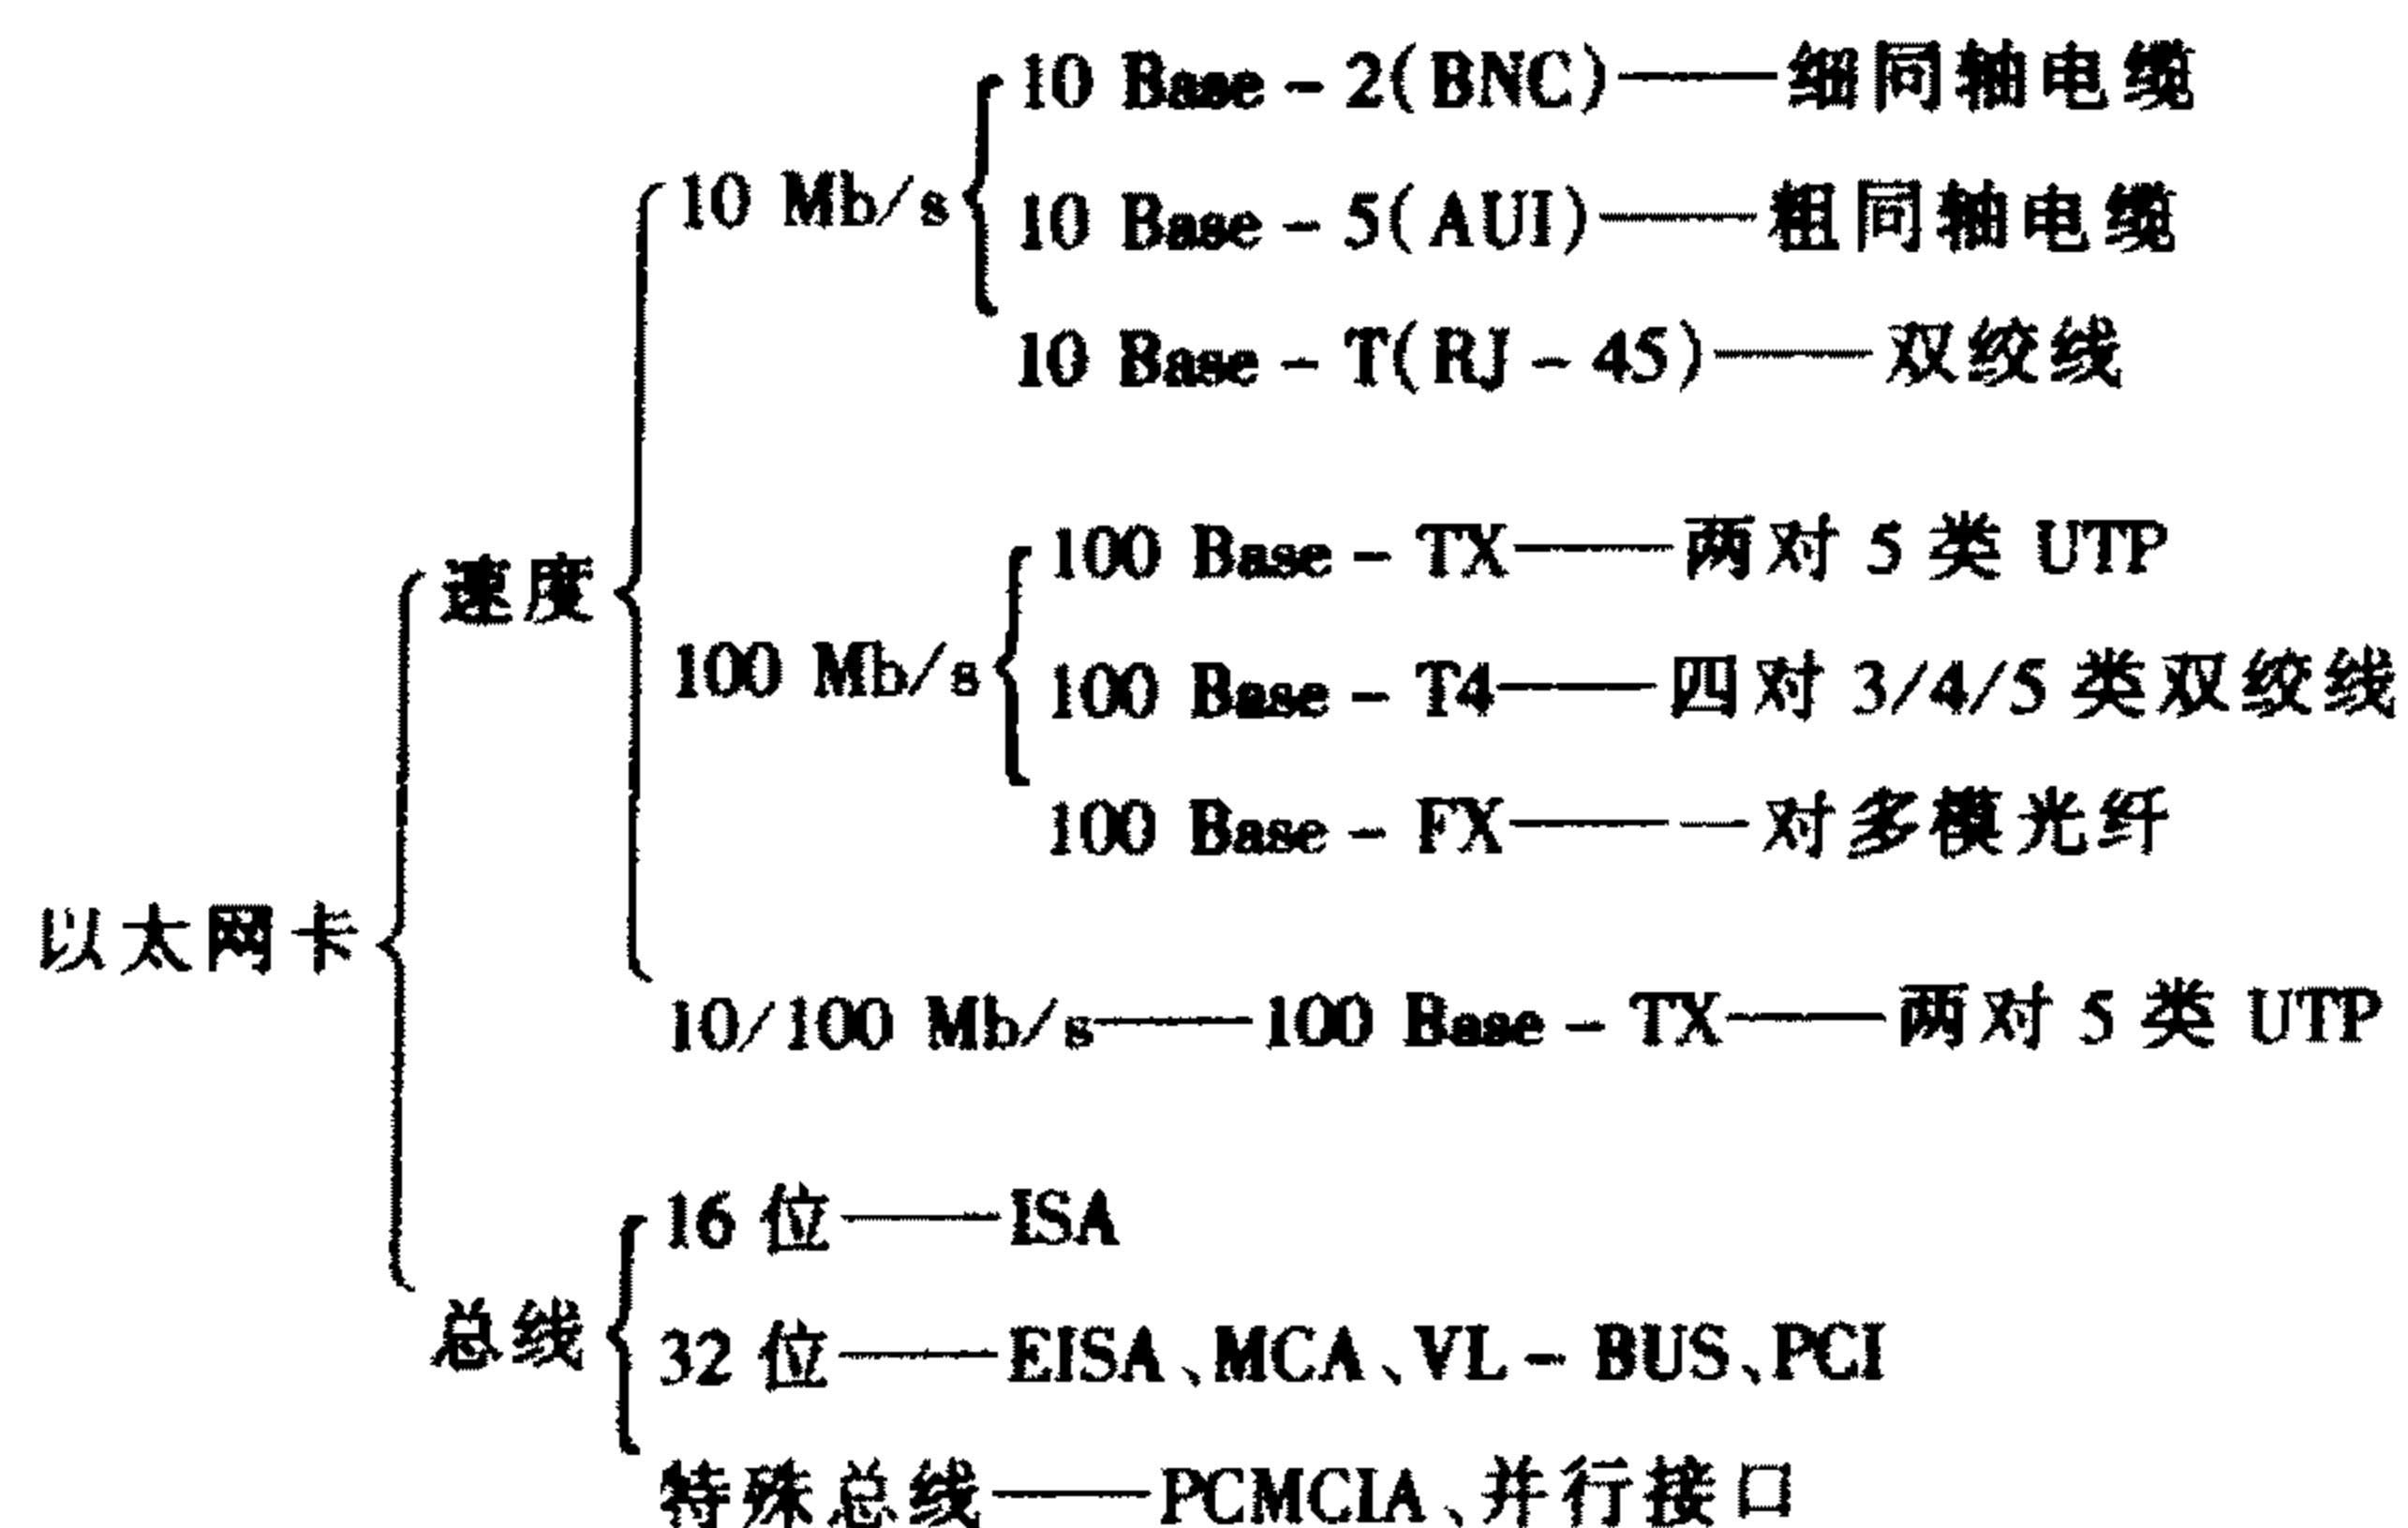 10 Base - 2(BNC)——细同轴电缆
10 Mb/s
10 Base - 5(AUI)——粗同轴电缆
10 Base - T(RJ - 45)——双绞线
100 Base - TX——两对 5 类 UTP
速度
100 Mb/s
100 Base - T4——四对 3/4/5 类双绞线
100 Base - FX——一对多模光纤
以太网卡
10/100 Mb/s——100 Base - TX——两对 5 类 UTP
16 位——ISA
总线
32 位——EISA、MCA、VL - BUS、PCI
特殊总线——PCMCIA、并行接口